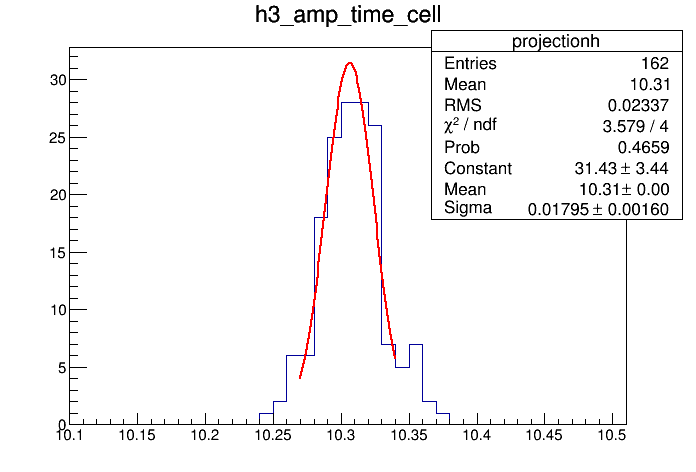 h3_amp_time_cell
projectionh
Entries 162
Mean 10.31
RMS 0.02337
χ² / ndf 3.579 / 4
Prob 0.4659
Constant 31.43 ± 3.44
Mean 10.31 ± 0.00
Sigma 0.01795 ± 0.00160
30
25
20
15
10
5
0
10.1 10.15 10.2 10.25 10.3 10.35 10.4 10.45 10.5